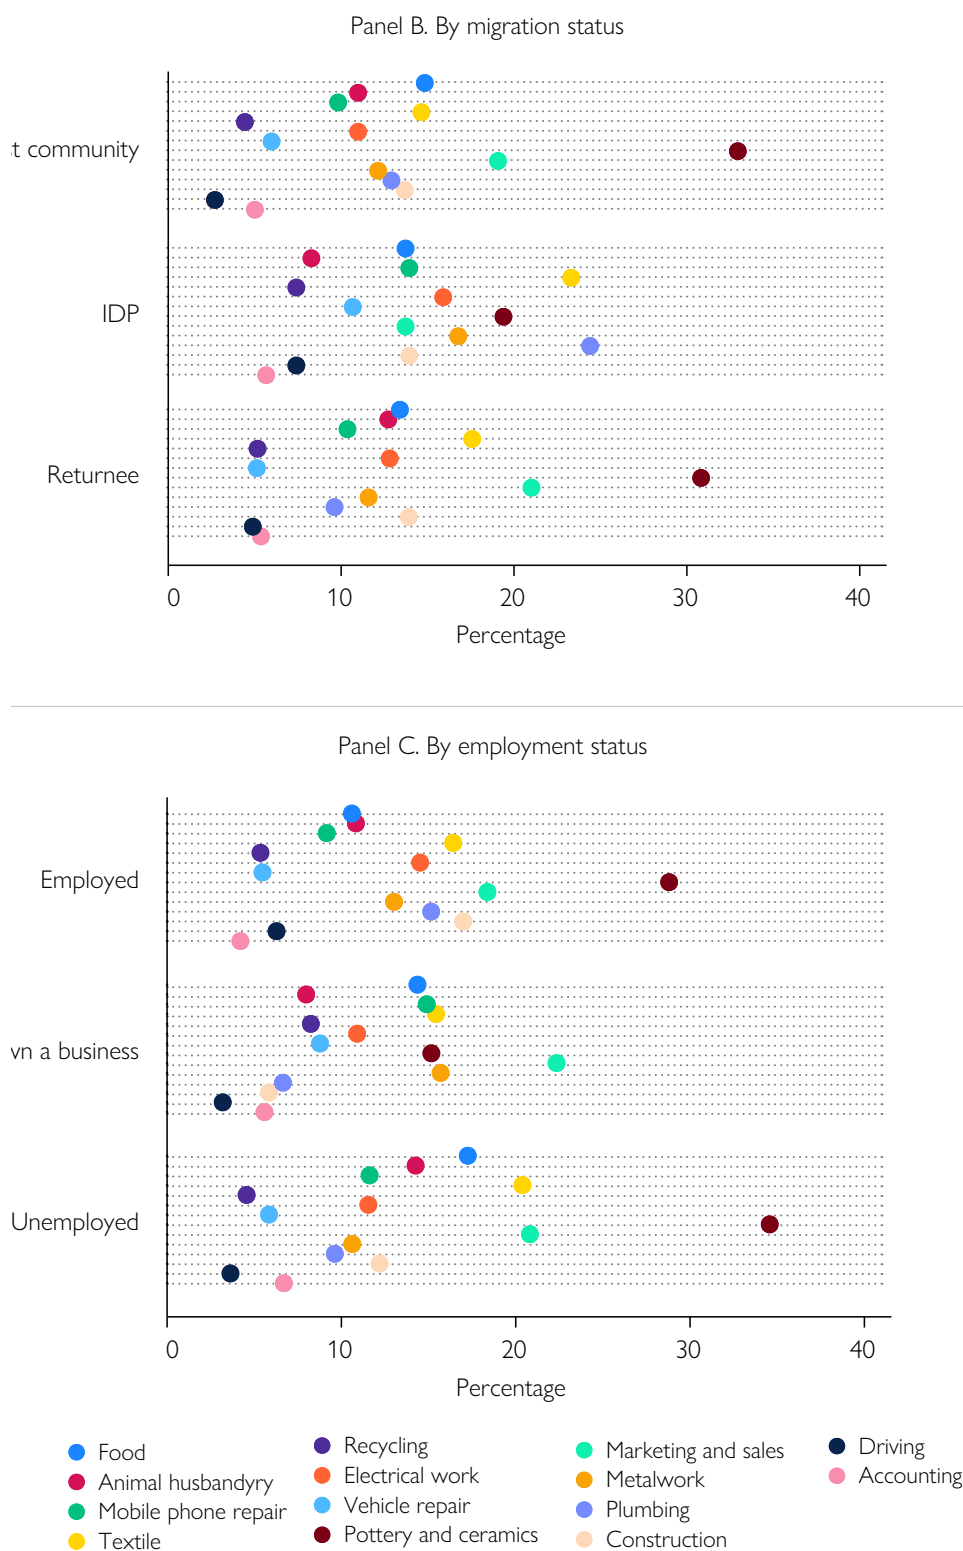 Panel B. By migration status
t community
IDP
Returnee
0 10 20 30 40
Percentage
Panel C. By employment status
Employed
vn a business
Unemployed
0 10 20 30 40
Percentage
Food
Animal husbandyry
Mobile phone repair
Textile
Recycling
Electrical work
Vehicle repair
Pottery and ceramics
Marketing and sales
Metalwork
Plumbing
Construction
Driving
Accounting